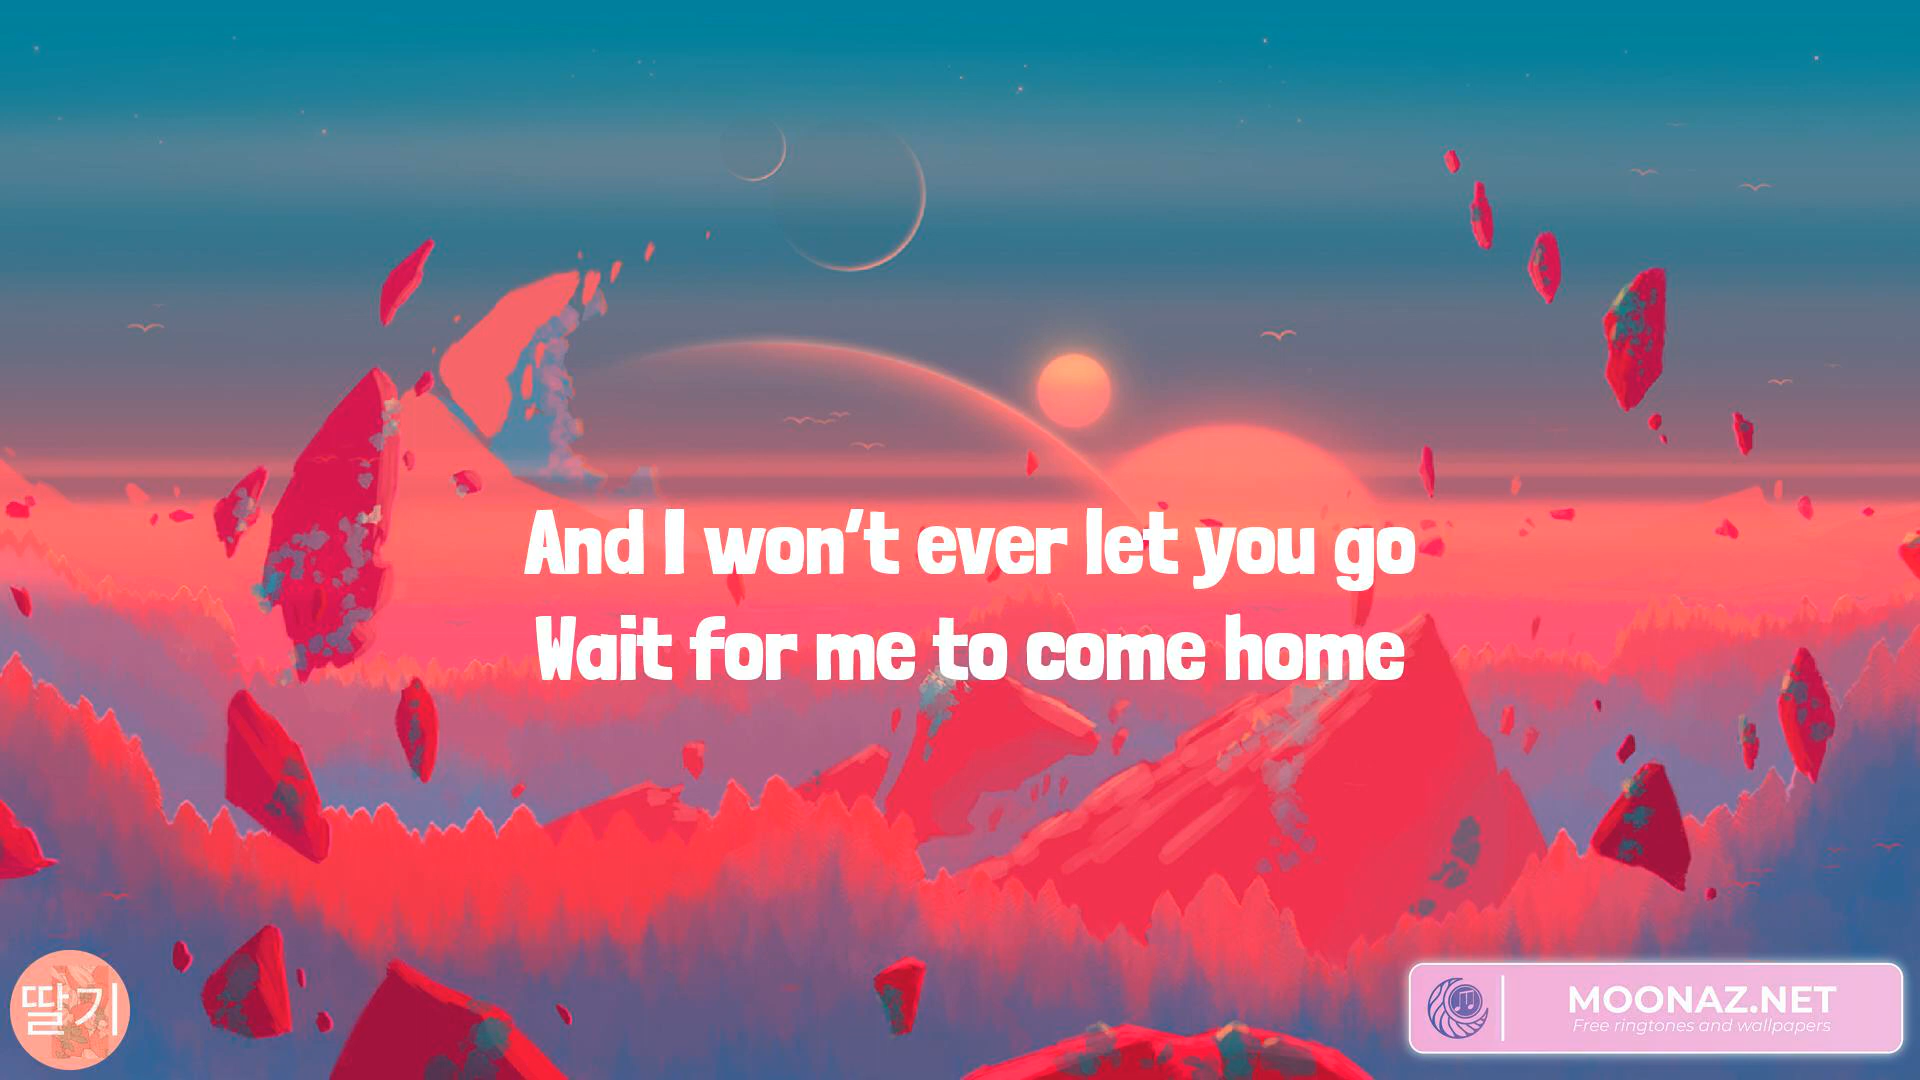 And I won't ever let you go
Wait for me to come home
딸기
MOONAZ.NET
Free ringtones and wallpapers